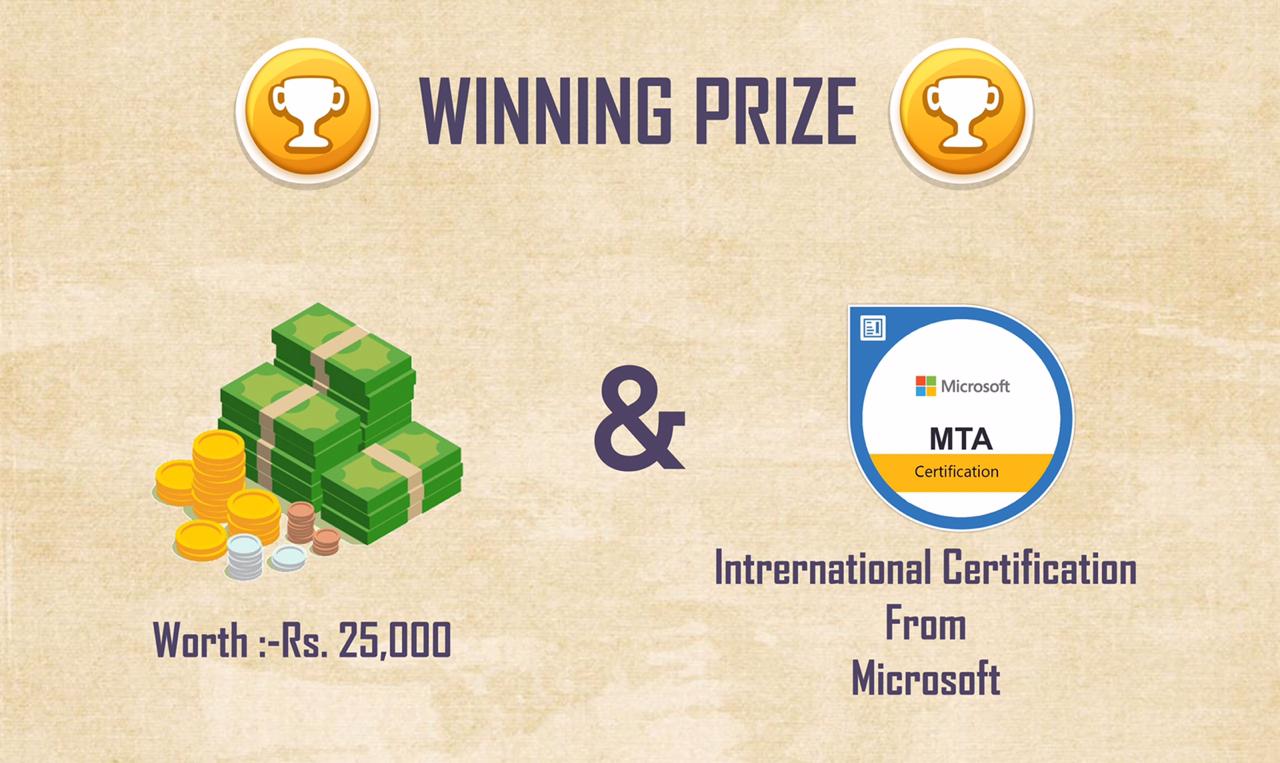 WINNING PRIZE
&
Microsoft
MTA
Certification
Intrernational Certification
From
Microsoft
Worth :-Rs. 25,000